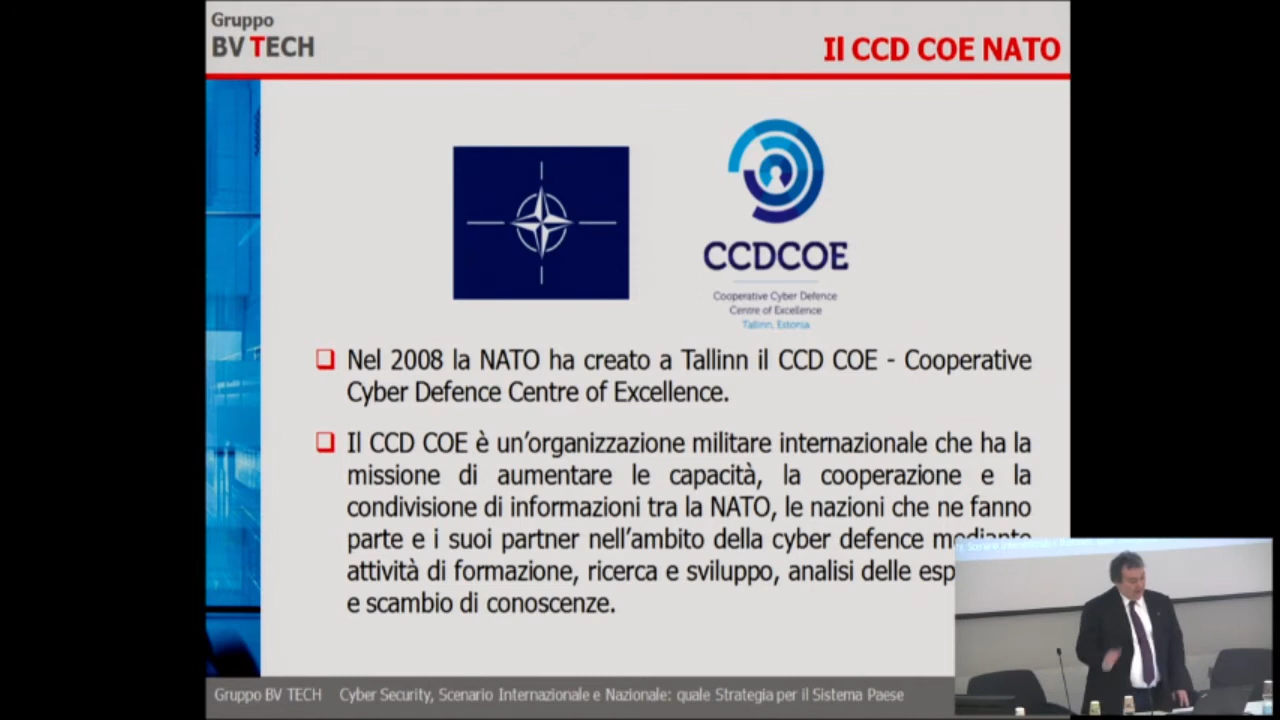 Gruppo
BV TECH
Il CCD COE NATO
CCDCOE
Cooperative Cyber Defence
Centre of Excellence
Tallinn, Estonia
❑ Nel 2008 la NATO ha creato a Tallinn il CCD COE - Cooperative
Cyber Defence Centre of Excellence.
❑ Il CCD COE è un'organizzazione militare internazionale che ha la
missione di aumentare le capacità, la cooperazione e la
condivisione di informazioni tra la NATO, le nazioni che ne fanno
parte e i suoi partner nell'ambito della cyber defence mediante
attività di formazione, ricerca e sviluppo, analisi delle esp
e scambio di conoscenze.
Gruppo BV TECH Cyber Security, Scenario Internazionale e Nazionale: quale Strategia per il Sistema Paese